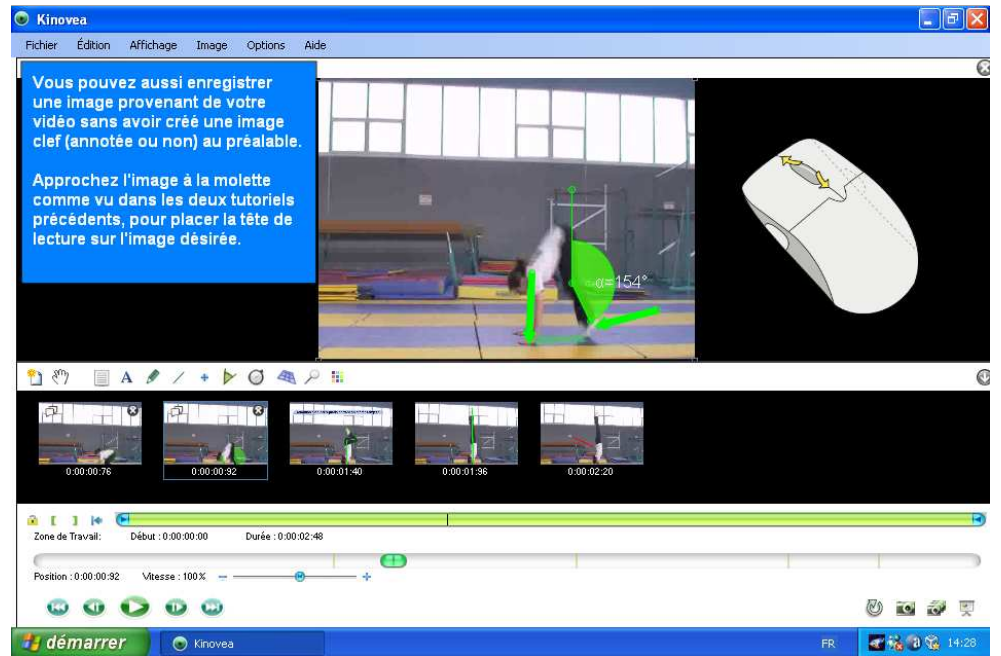 Kinovea
Fichier Édition Affichage Image Options Aide
Vous pouvez aussi enregistrer
une image provenant de votre
vidéo sans avoir créé une image
clef (annotée ou non) au préalable.
Approchez l'image à la molette
comme vu dans les deux tutoriels
précédents, pour placer la tête de
lecture sur l'image désirée.
α=154°
0:00:00:76 0:00:00:92 0:00:01:40 0:00:01:96 0:00:02:20
Zone de Travail: Début : 0:00:00:00 Durée : 0:00:02:48
Position : 0:00:00:92 Vitesse : 100%
démarrer Kinovea FR 14:28